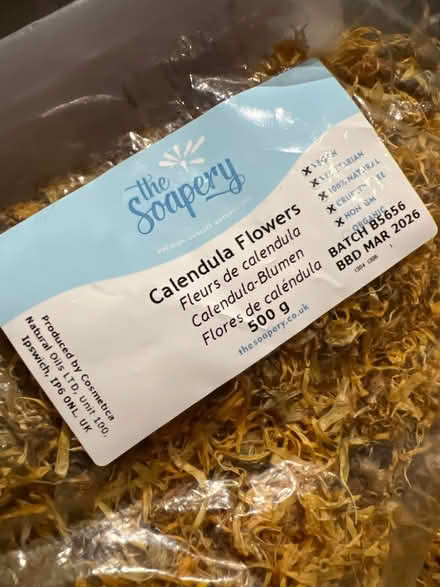 the
Soapery
Calendula Flowers
Fleurs de calendula
Calendula-Blumen
Flores de caléndula
500 g
thesoapery.co.uk
Produced by Cosmetica
Natural Oils LTD, Unit 100,
Ipswich, IP6 0NL, UK
VEGAN
VEGETARIAN
100% NATURAL
CRUELTY FREE
NON GM
ORGANIC
BATCH B5656
BBD MAR 2026